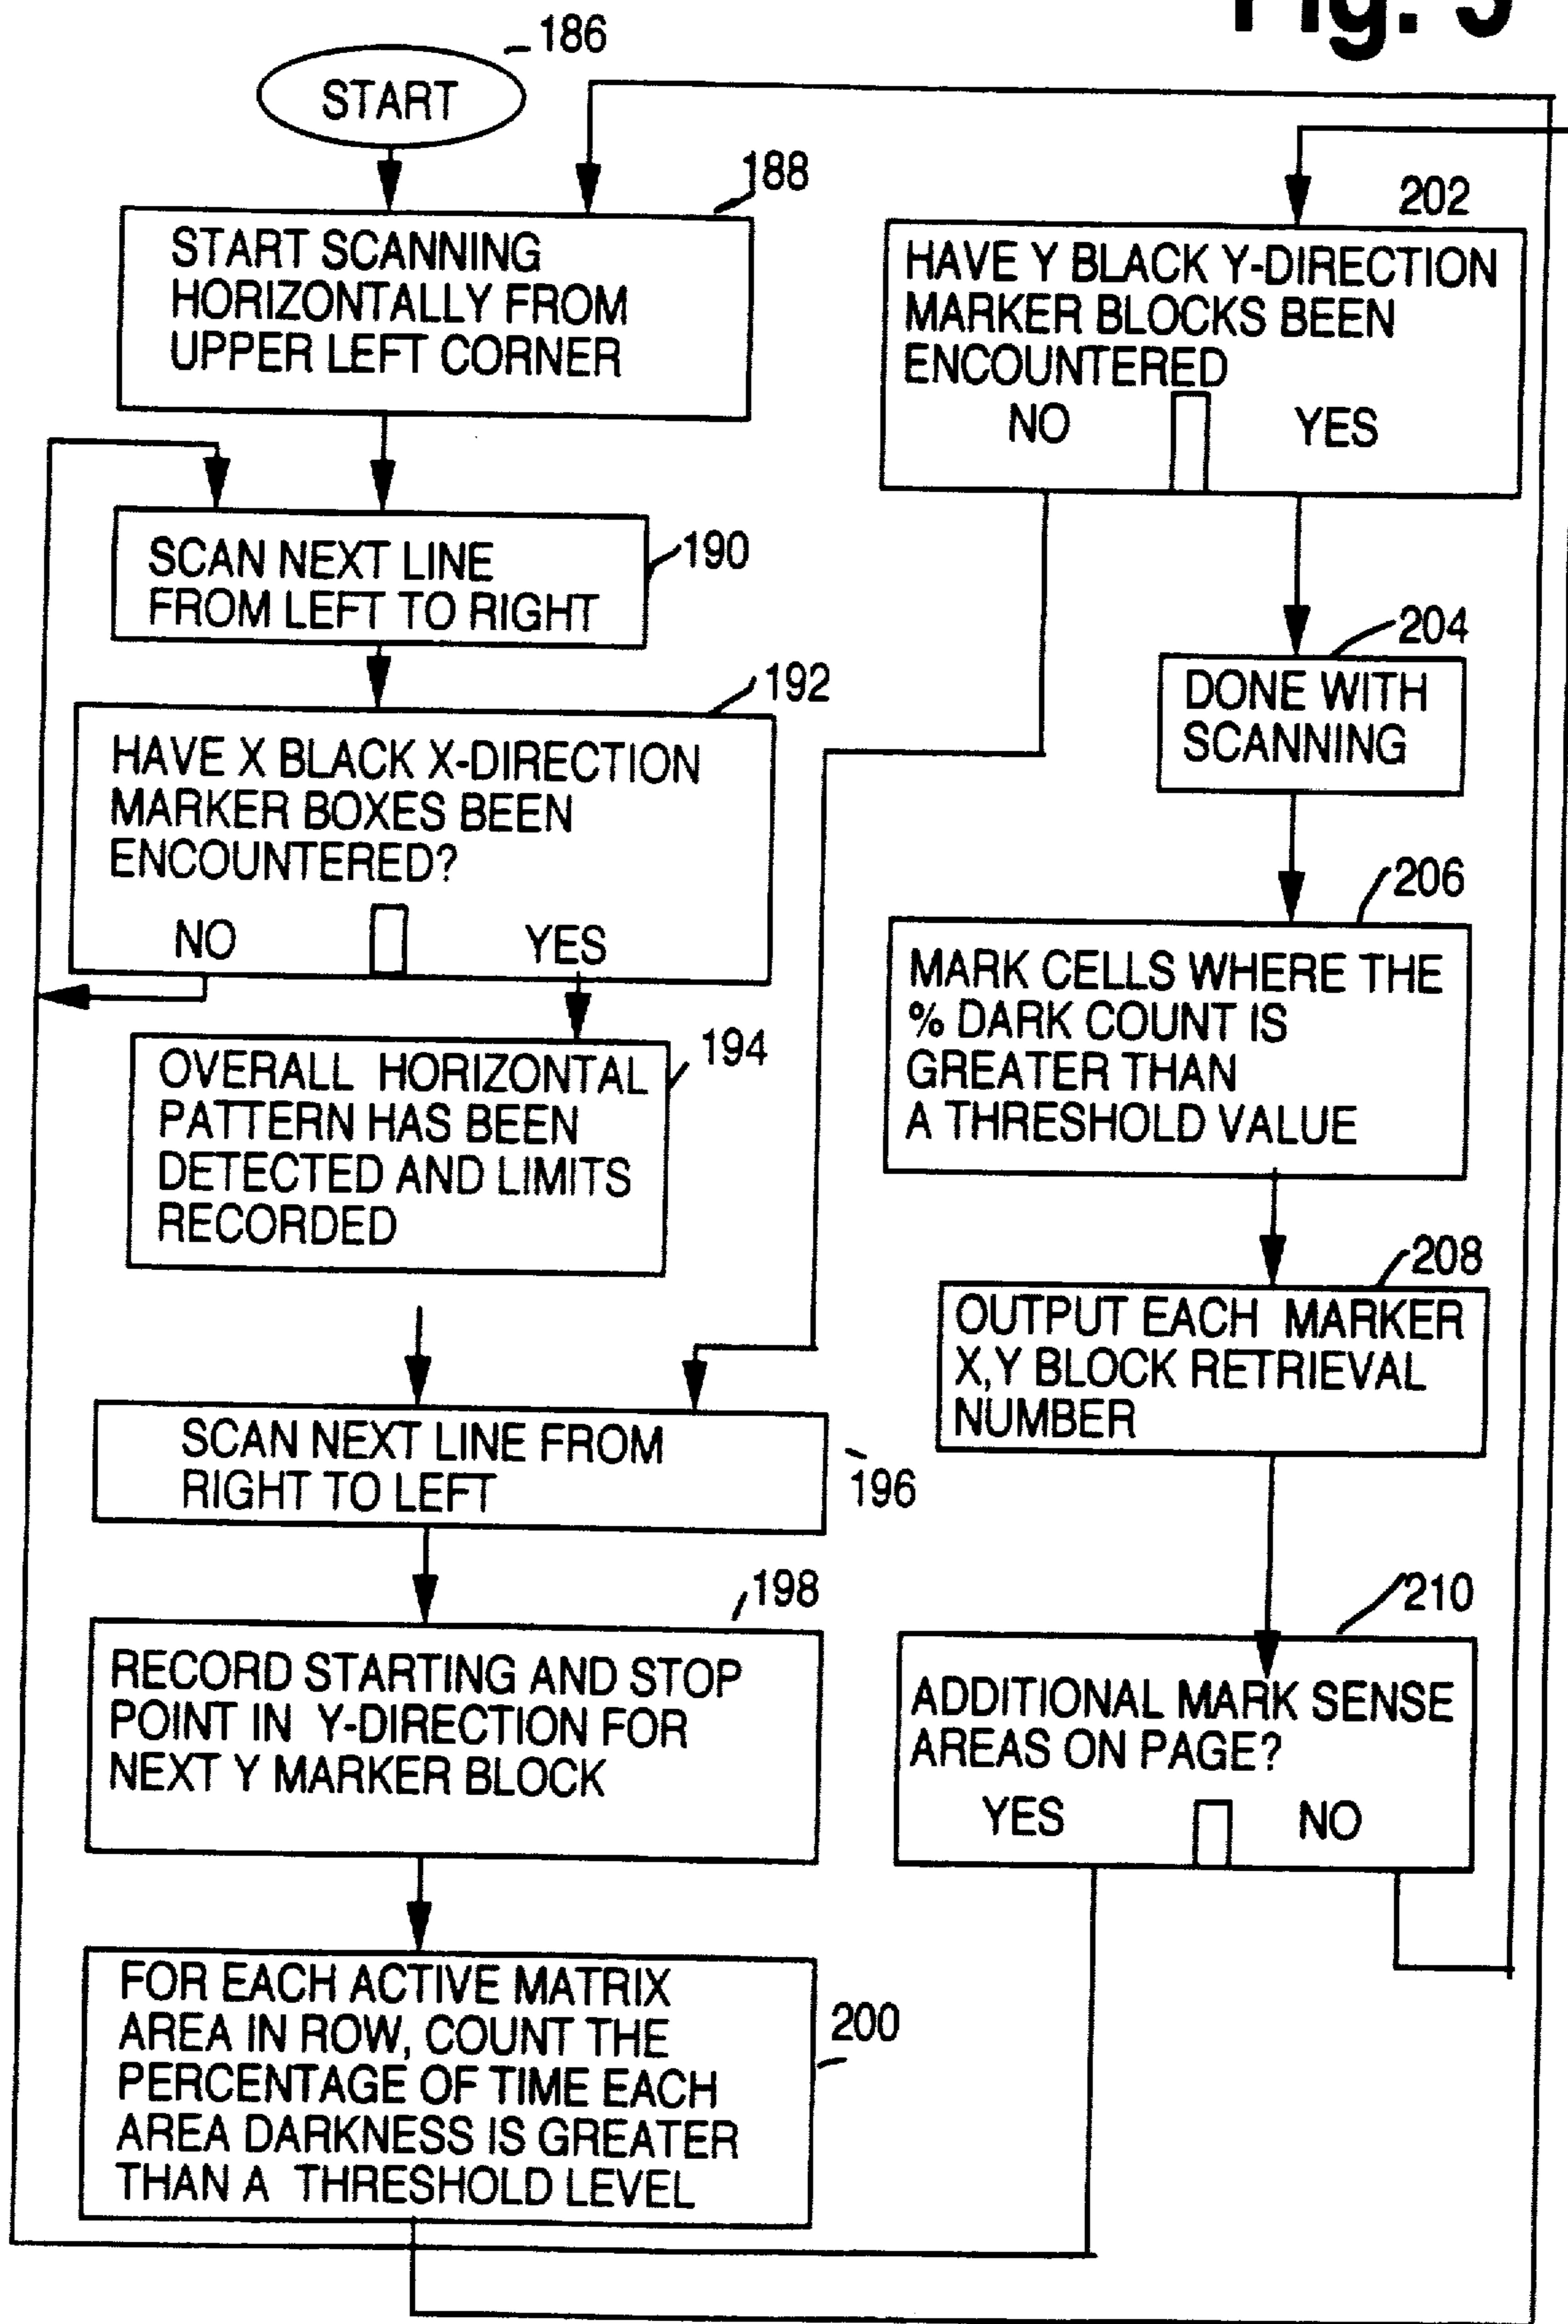 Fig. 5
186
START
188
START SCANNING
HORIZONTALLY FROM
UPPER LEFT CORNER
190
SCAN NEXT LINE
FROM LEFT TO RIGHT
192
HAVE X BLACK X-DIRECTION
MARKER BOXES BEEN
ENCOUNTERED?
NO YES
194
OVERALL HORIZONTAL
PATTERN HAS BEEN
DETECTED AND LIMITS
RECORDED
SCAN NEXT LINE FROM
RIGHT TO LEFT
196
198
RECORD STARTING AND STOP
POINT IN Y-DIRECTION FOR
NEXT Y MARKER BLOCK
FOR EACH ACTIVE MATRIX
AREA IN ROW, COUNT THE
PERCENTAGE OF TIME EACH
AREA DARKNESS IS GREATER
THAN A THRESHOLD LEVEL
200
202
HAVE Y BLACK Y-DIRECTION
MARKER BLOCKS BEEN
ENCOUNTERED
NO YES
204
DONE WITH
SCANNING
206
MARK CELLS WHERE THE
% DARK COUNT IS
GREATER THAN
A THRESHOLD VALUE
208
OUTPUT EACH MARKER
X,Y BLOCK RETRIEVAL
NUMBER
210
ADDITIONAL MARK SENSE
AREAS ON PAGE?
YES NO